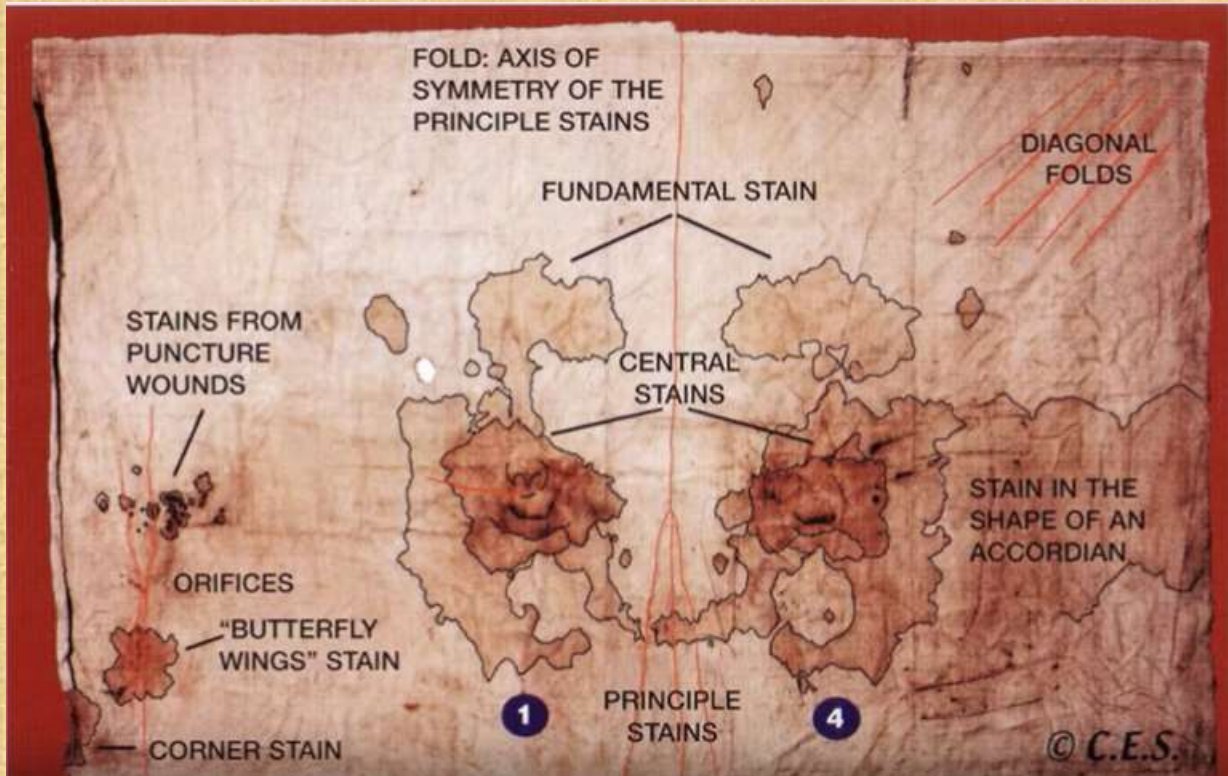 FOLD: AXIS OF
SYMMETRY OF THE
PRINCIPLE STAINS
DIAGONAL
FOLDS
FUNDAMENTAL STAIN
STAINS FROM
PUNCTURE
WOUNDS
CENTRAL
STAINS
STAIN IN THE
SHAPE OF AN
ACCORDIAN
ORIFICES
"BUTTERFLY
WINGS" STAIN
PRINCIPLE
STAINS
1
4
CORNER STAIN
© C.E.S.